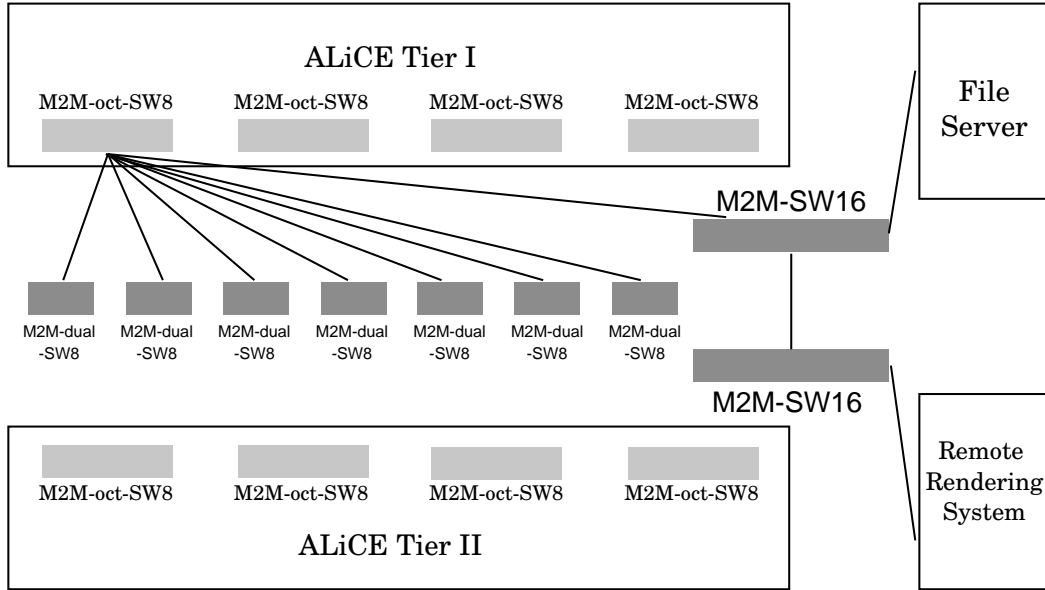 ALiCE Tier I
M2M-oct-SW8
M2M-oct-SW8
M2M-oct-SW8
M2M-oct-SW8
File
Server
M2M-SW16
M2M-dual
-SW8
M2M-dual
-SW8
M2M-dual
-SW8
M2M-dual
-SW8
M2M-dual
-SW8
M2M-dual
-SW8
M2M-dual
-SW8
M2M-SW16
M2M-oct-SW8
M2M-oct-SW8
M2M-oct-SW8
M2M-oct-SW8
ALiCE Tier II
Remote
Rendering
System